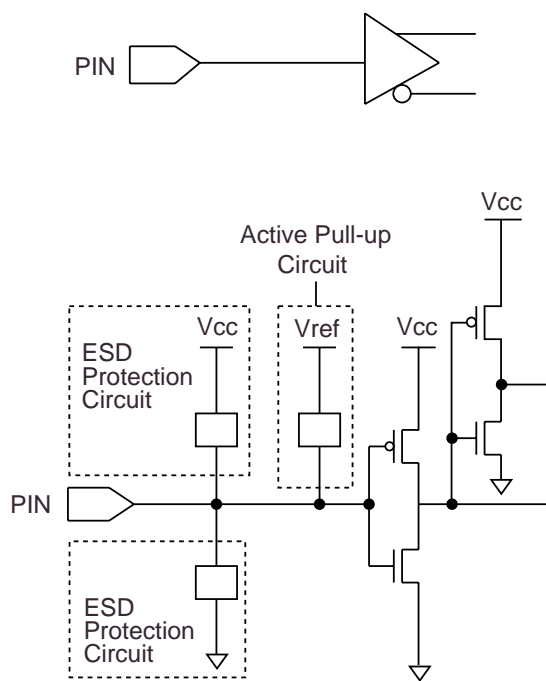 PIN
Vcc
Active Pull-up
Circuit
Vcc
Vref
Vcc
ESD
Protection
Circuit
PIN
ESD
Protection
Circuit